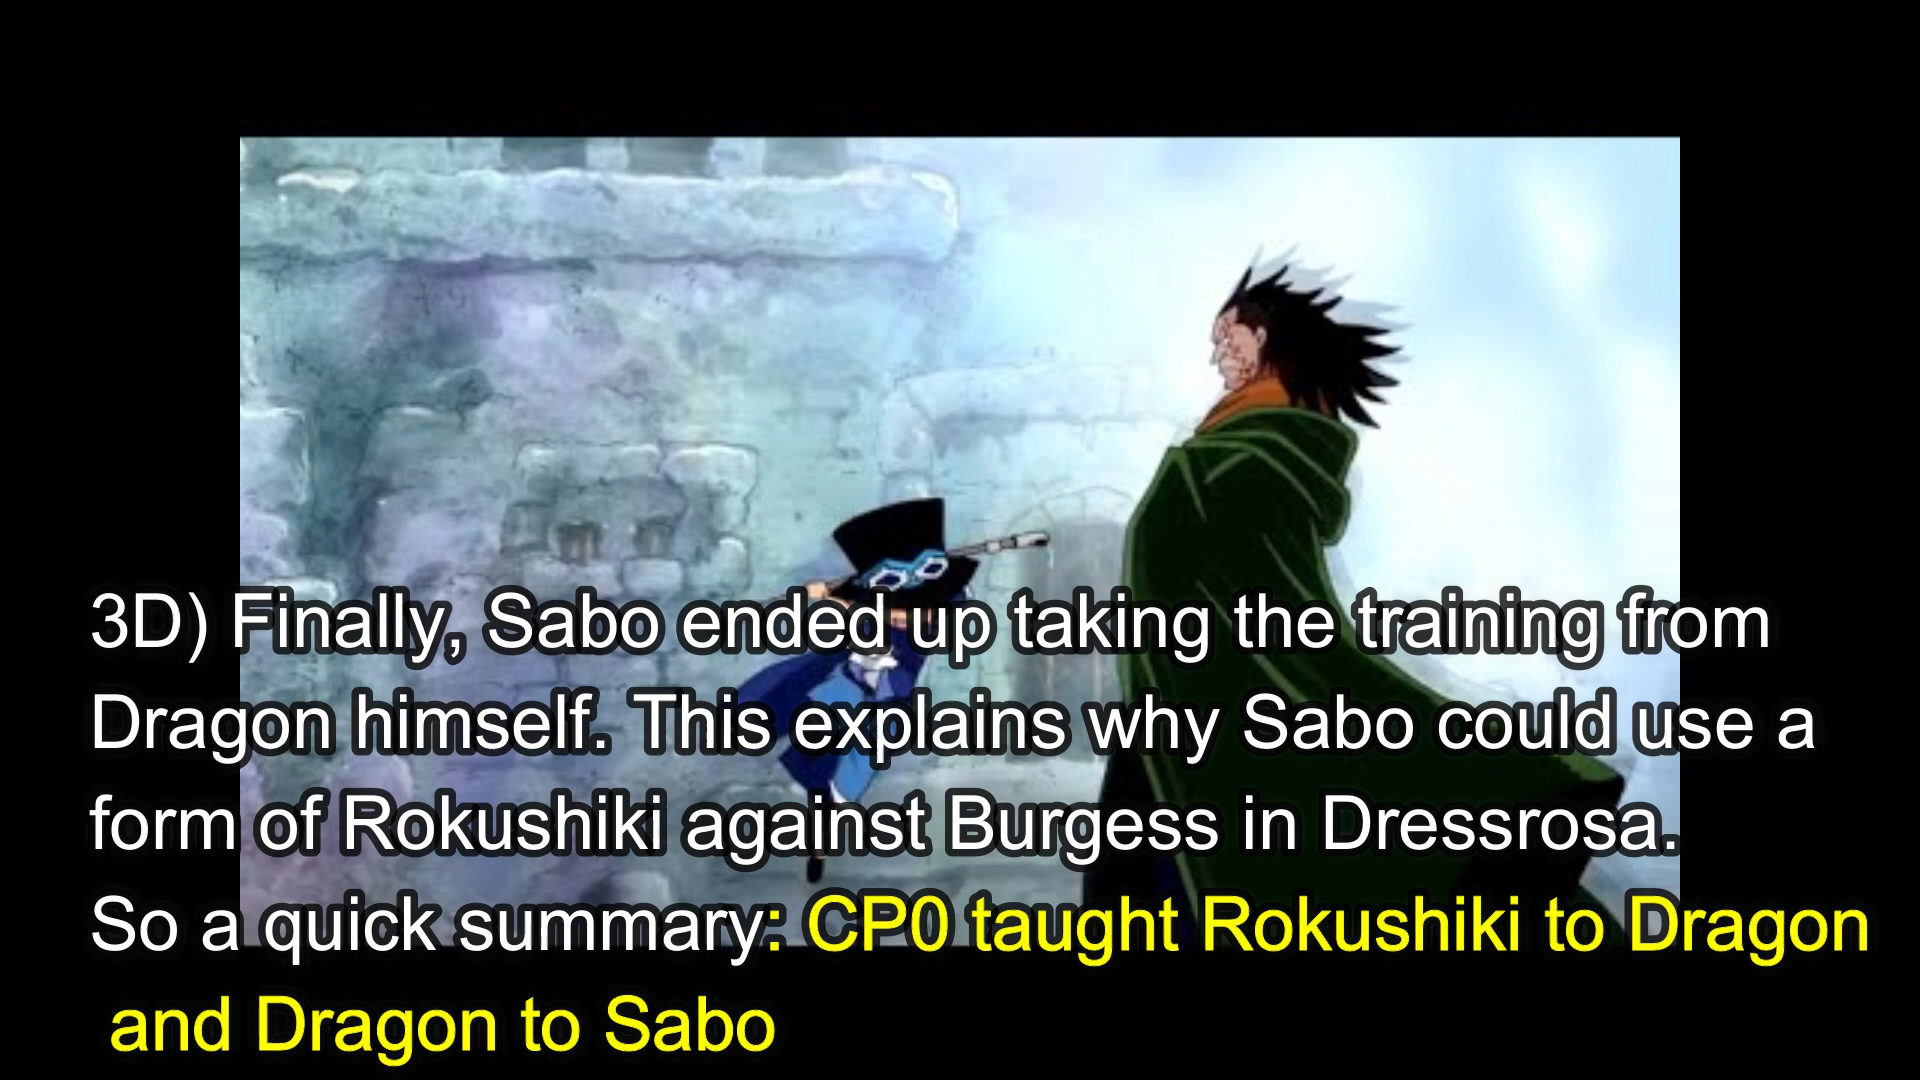 3D) Finally, Sabo ended up taking the training from
Dragon himself. This explains why Sabo could use a
form of Rokushiki against Burgess in Dressrosa.
So a quick summary: CP0 taught Rokushiki to Dragon
and Dragon to Sabo